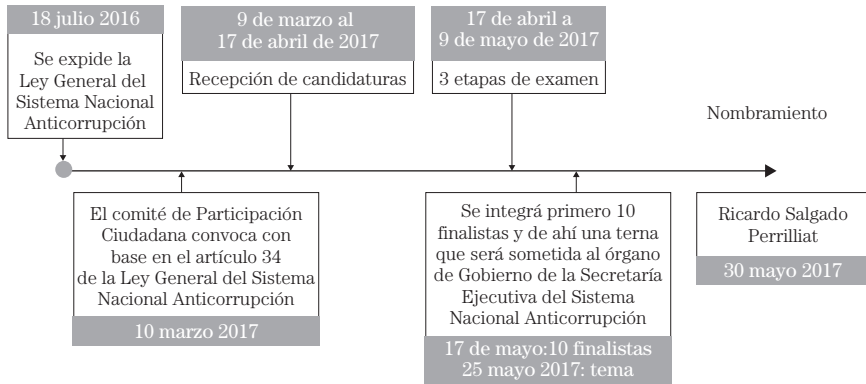 18 julio 2016
Se expide la
Ley General del
Sistema Nacional
Anticorrupción
9 de marzo al
17 de abril de 2017
Recepción de candidaturas
17 de abril a
9 de mayo de 2017
3 etapas de examen
Nombramiento
El comité de Participación
Ciudadana convoca con
base en el artículo 34
de la Ley General del Sistema
Nacional Anticorrupción
10 marzo 2017
Se integrá primero 10
finalistas y de ahí una terna
que será sometida al órgano
de Gobierno de la Secretaría
Ejecutiva del Sistema
Nacional Anticorrupción
17 de mayo:10 finalistas
25 mayo 2017: tema
Ricardo Salgado
Perrilliat
30 mayo 2017